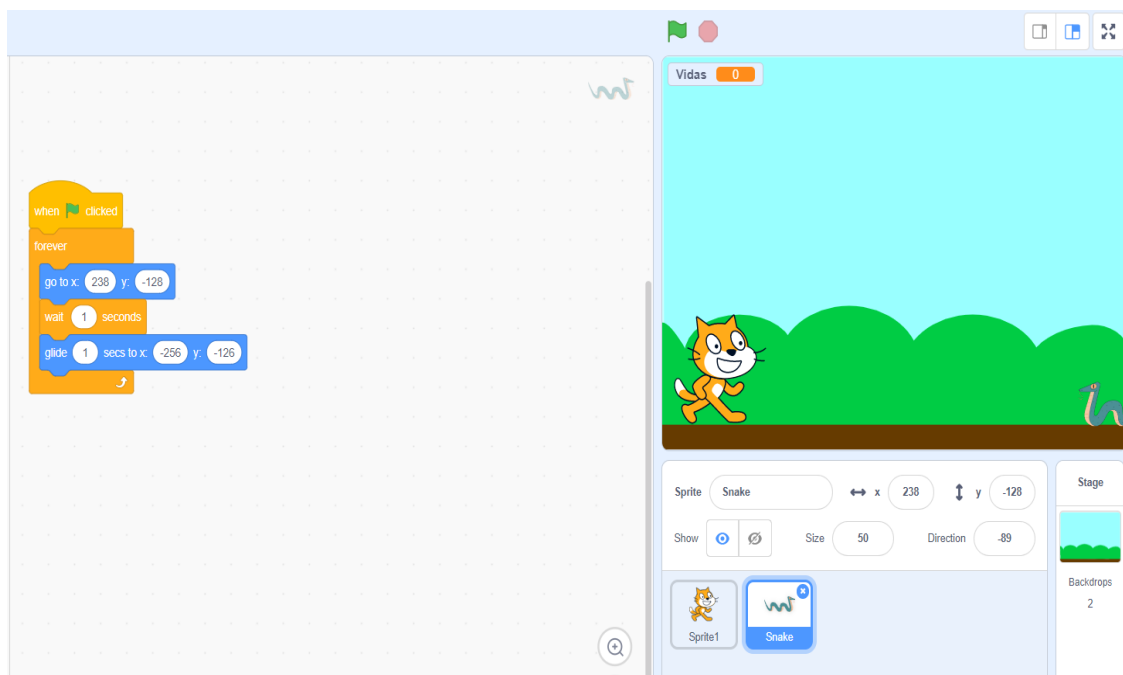 Vidas 0
when clicked
forever
go to x: 238 y: -128
wait 1 seconds
glide 1 secs to x: -256 y: -126
Sprite Snake x 238 y -128
Show Size 50 Direction -89
Sprite1 Snake
Stage
Backdrops
2